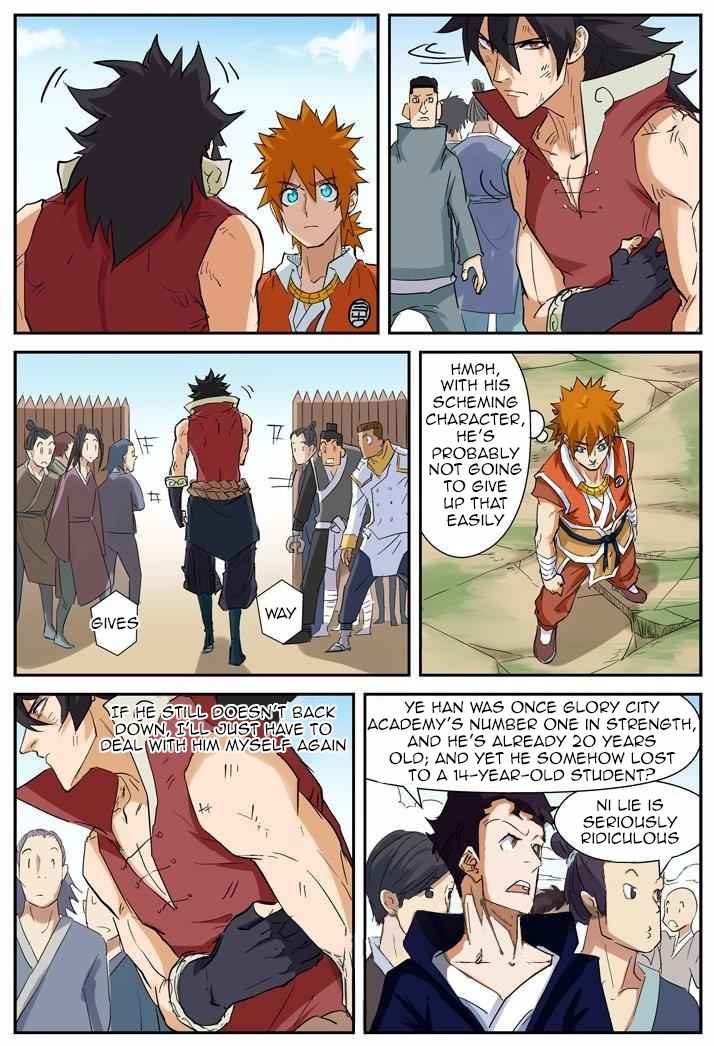 HMPH,
WITH HIS
SCHEMING
CHARACTER,
HE'S
PROBABLY
NOT GOING
TO GIVE
UP THAT
EASILY
GIVES
WAY
IF HE STILL DOESN'T BACK
DOWN, I'LL JUST HAVE TO
DEAL WITH HIM MYSELF AGAIN
YE HAN WAS ONCE GLORY CITY
ACADEMY'S NUMBER ONE IN STRENGTH,
AND HE'S ALREADY 20 YEARS
OLD; AND YET HE SOMEHOW LOST
TO A 14-YEAR-OLD STUDENT?
NI LIE IS
SERIOUSLY
RIDICULOUS